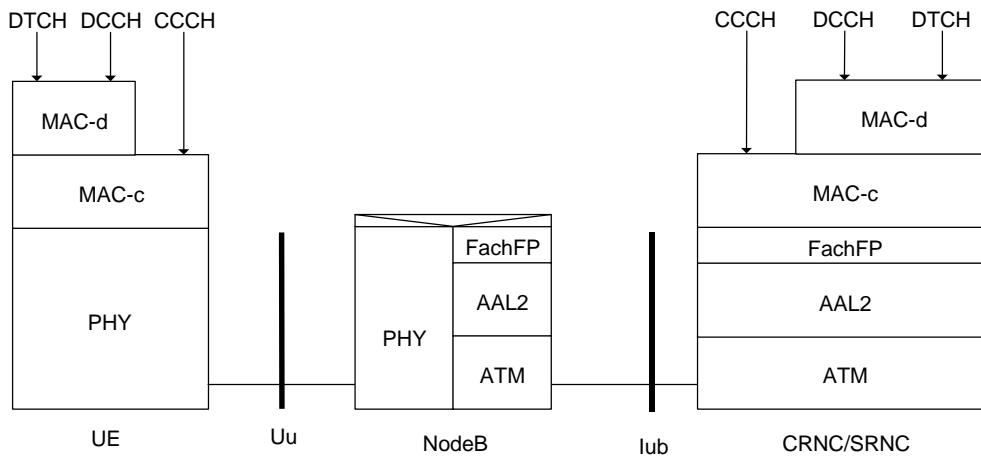 DTCH DCCH CCCH
CCCH DCCH DTCH
MAC-d
MAC-d
MAC-c
MAC-c
FachFP
FachFP
PHY
PHY
AAL2
AAL2
ATM
ATM
UE
Uu
NodeB
Iub
CRNC/SRNC